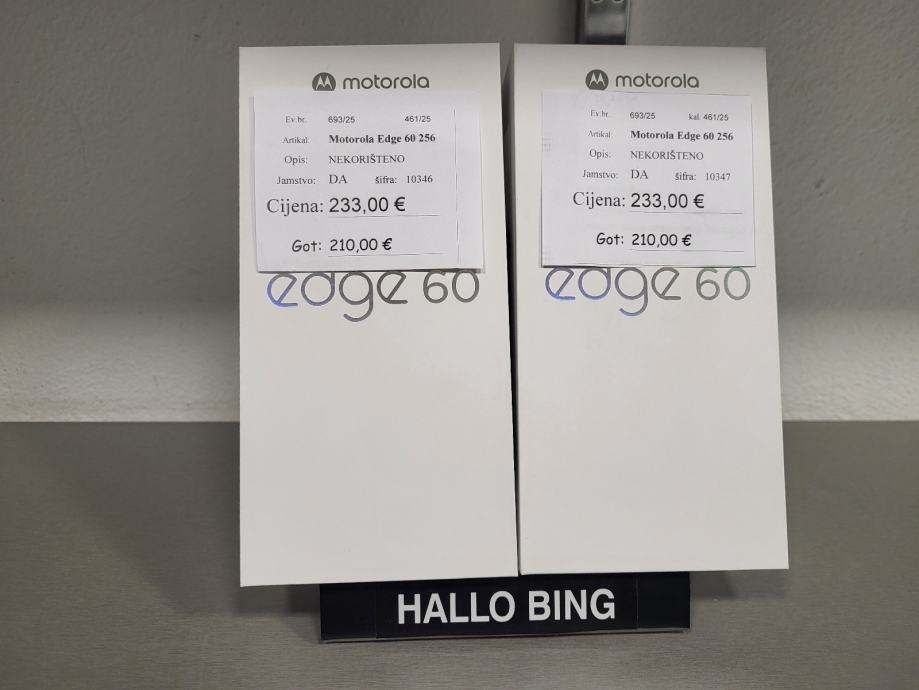 motorola
Ev.br. 693/25 461/25
Artikal: Motorola Edge 60 256
Opis: NEKORIŠTENO
Jamstvo: DA šifra: 10346
Cijena: 233,00 €
Got: 210,00 €
edge 60
motorola
Ev.br. 693/25 kal. 461/25
Artikal: Motorola Edge 60 256
Opis: NEKORIŠTENO
Jamstvo: DA šifra: 10347
Cijena: 233,00 €
Got: 210,00 €
edge 60
HALLO BING